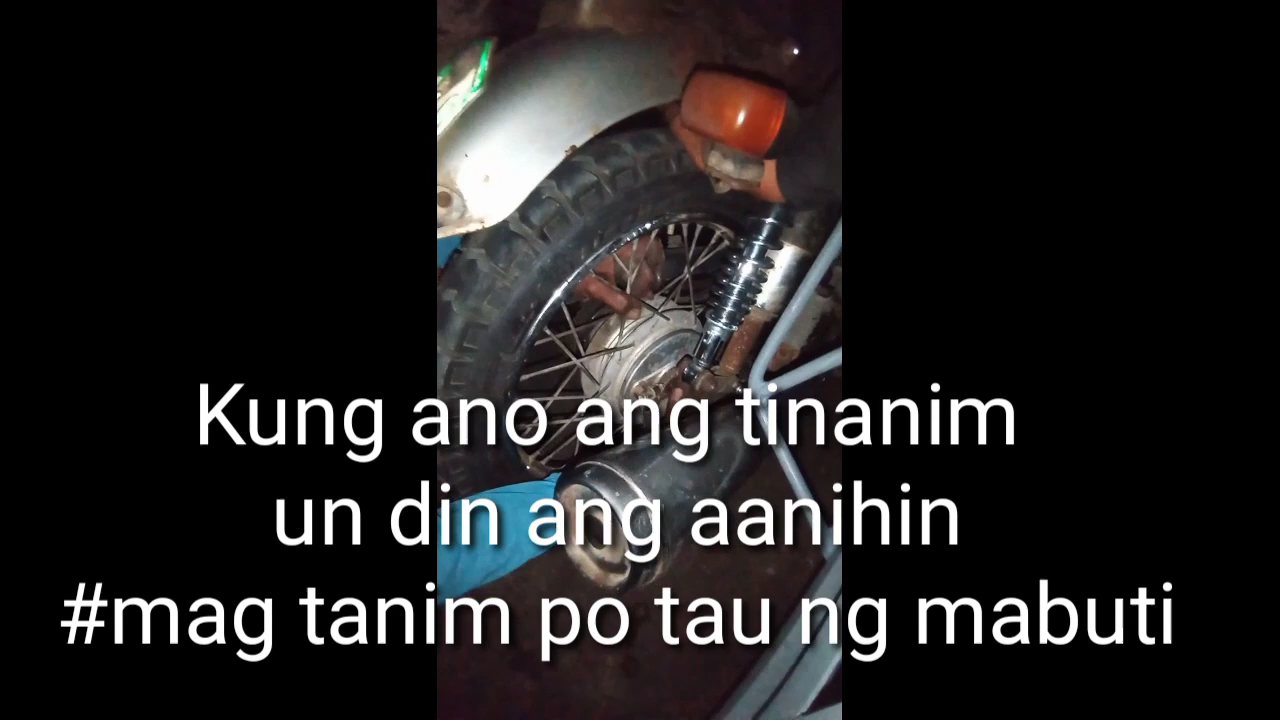 Kung ano ang tinanim
un din ang aanihin
#mag tanim po tau ng mabuti